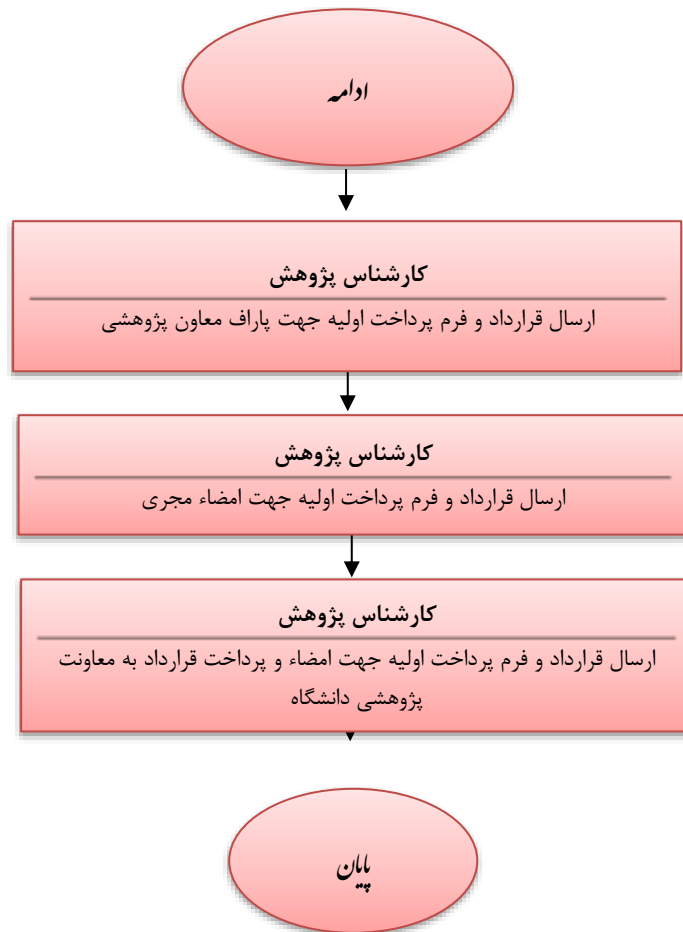 ادامه
کارشناس پژوهش
ارسال قرارداد و فرم پرداخت اولیه جهت پاراف معاون پژوهشی
کارشناس پژوهش
ارسال قرارداد و فرم پرداخت اولیه جهت امضاء مجری
کارشناس پژوهش
ارسال قرارداد و فرم پرداخت اولیه جهت امضاء و پرداخت قرارداد به معاونت
پژوهشی دانشگاه
پایان